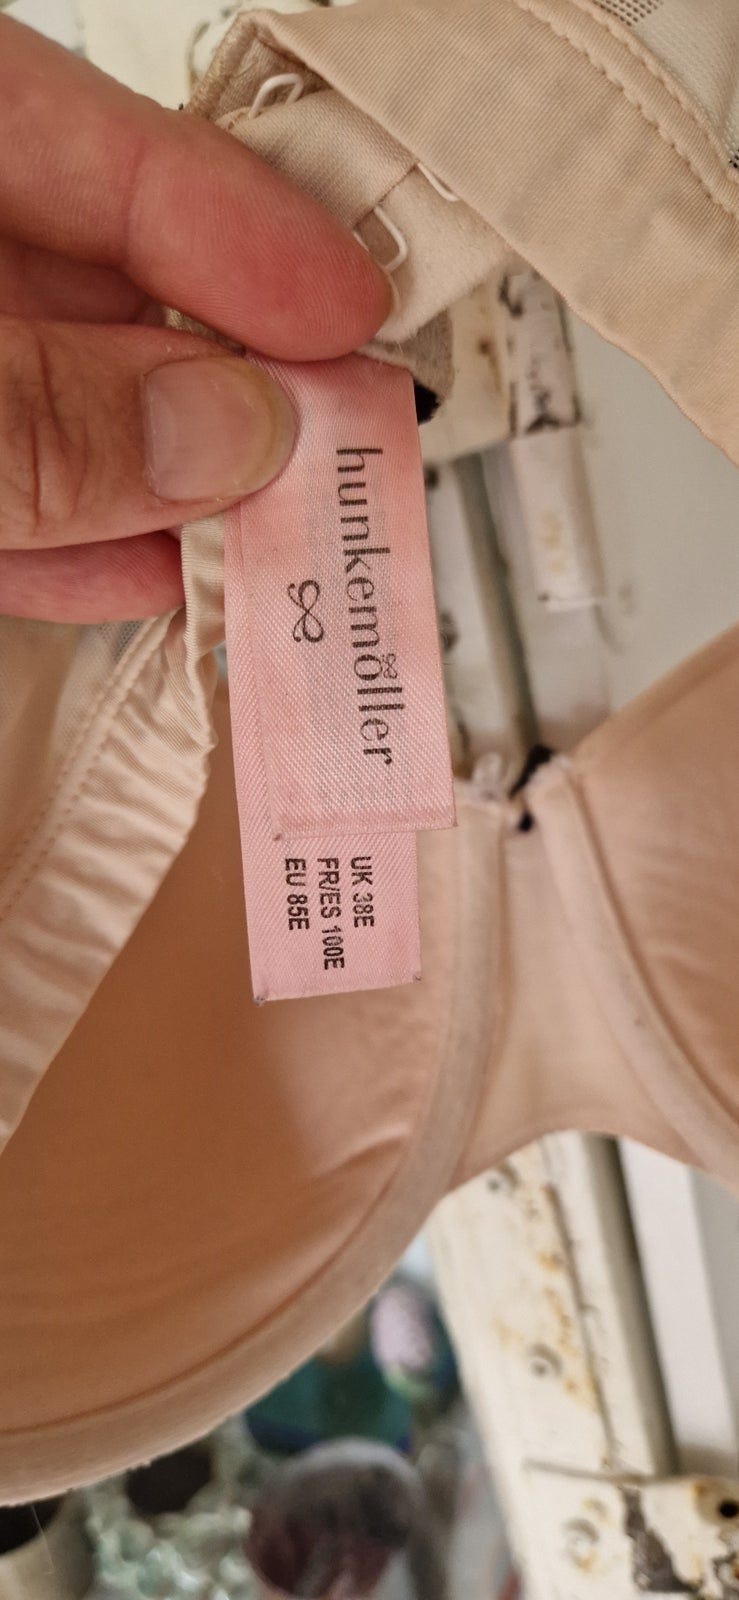 hunkemöller
UK 38E
FR/ES 100E
EU 85E